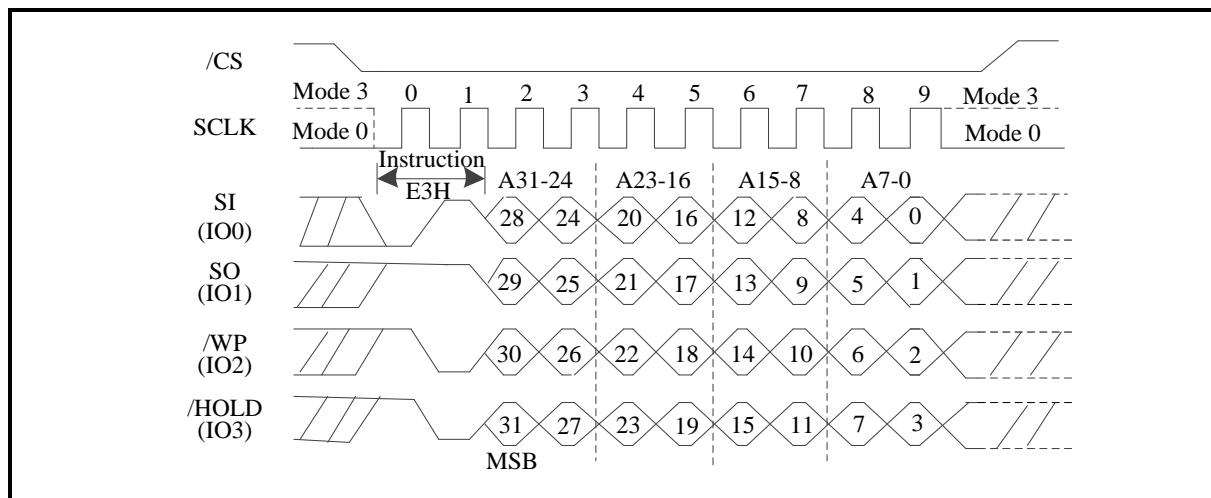 /CS
Mode 3 0 1 2 3 4 5 6 7 8 9 Mode 3
SCLK Mode 0 Mode 0
Instruction
E3H A31-24 A23-16 A15-8 A7-0
SI
(IO0)
28 24 20 16 12 8 4 0
SO
(IO1)
29 25 21 17 13 9 5 1
/WP
(IO2)
30 26 22 18 14 10 6 2
/HOLD
(IO3)
31 27 23 19 15 11 7 3
MSB